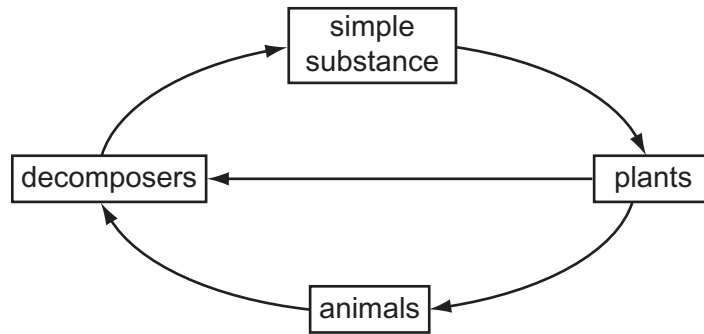 simple
substance
decomposers
plants
animals